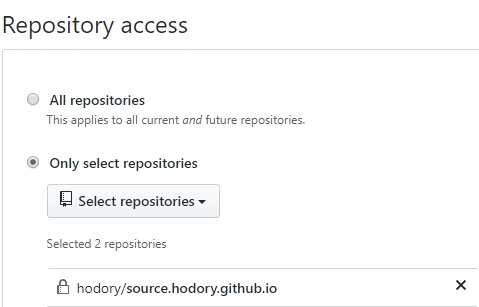 Repository access
All repositories
This applies to all current and future repositories.
Only select repositories
Select repositories
Selected 2 repositories
hodory/source.hodory.github.io